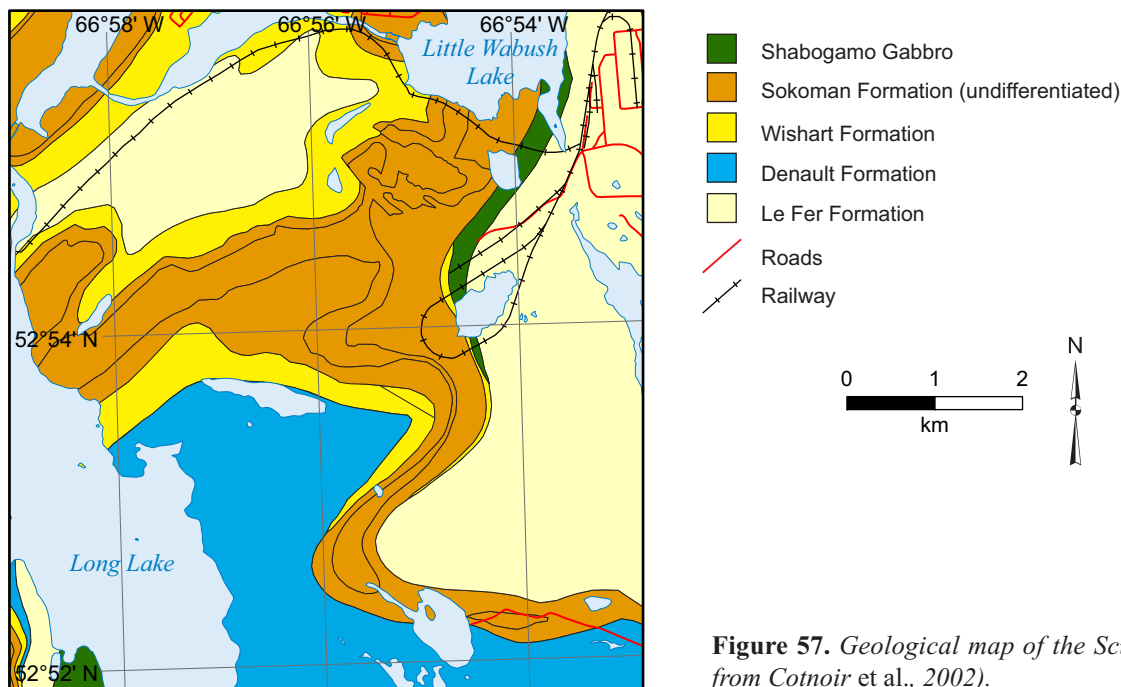 66°58' W
66°56' W
66°54' W
Little Wabush
Lake
52°54' N
Long Lake
52°52' N
Shabogamo Gabbro
Sokoman Formation (undifferentiated)
Wishart Formation
Denault Formation
Le Fer Formation
Roads
Railway
N
0 1 2
km
Figure 57. Geological map of the
from Cotnoir et al., 2002).